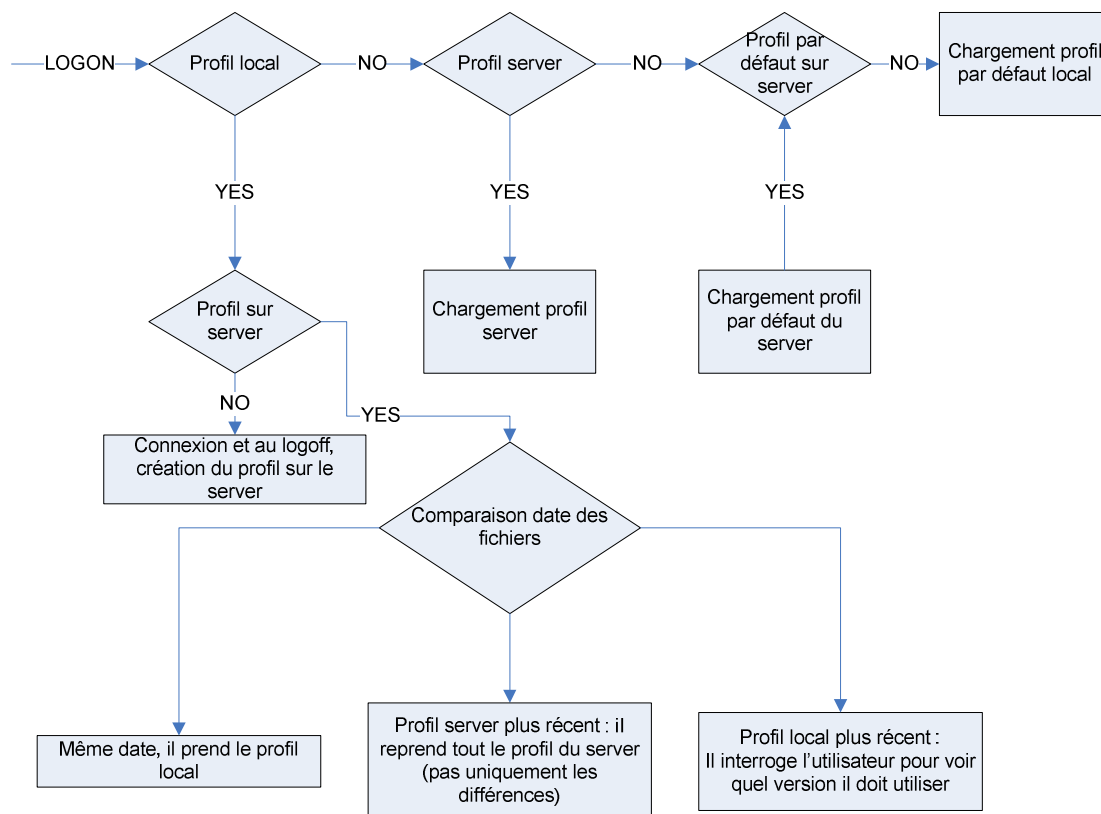 LOGON
Profil local
NO
Profil server
NO
Profil par
défaut sur
server
NO
Chargement profil
par défaut local
YES
YES
YES
Profil sur
server
Chargement profil
server
Chargement profil
par défaut du
server
NO
YES
Connexion et au logoff,
création du profil sur le
server
Comparaison date des
fichiers
Même date, il prend le profil
local
Profil server plus récent : il
reprend tout le profil du server
(pas uniquement les
différences)
Profil local plus récent :
Il interroge l’utilisateur pour voir
quel version il doit utiliser